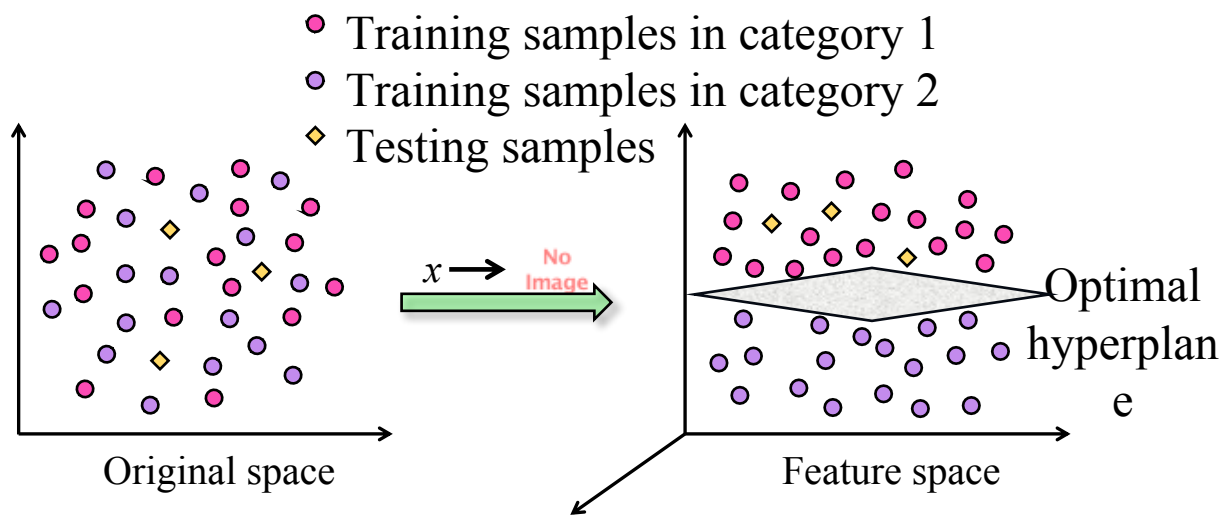 Training samples in category 1
Training samples in category 2
Testing samples
x
No
Image
Optimal
hyperplan
e
Original space
Feature space